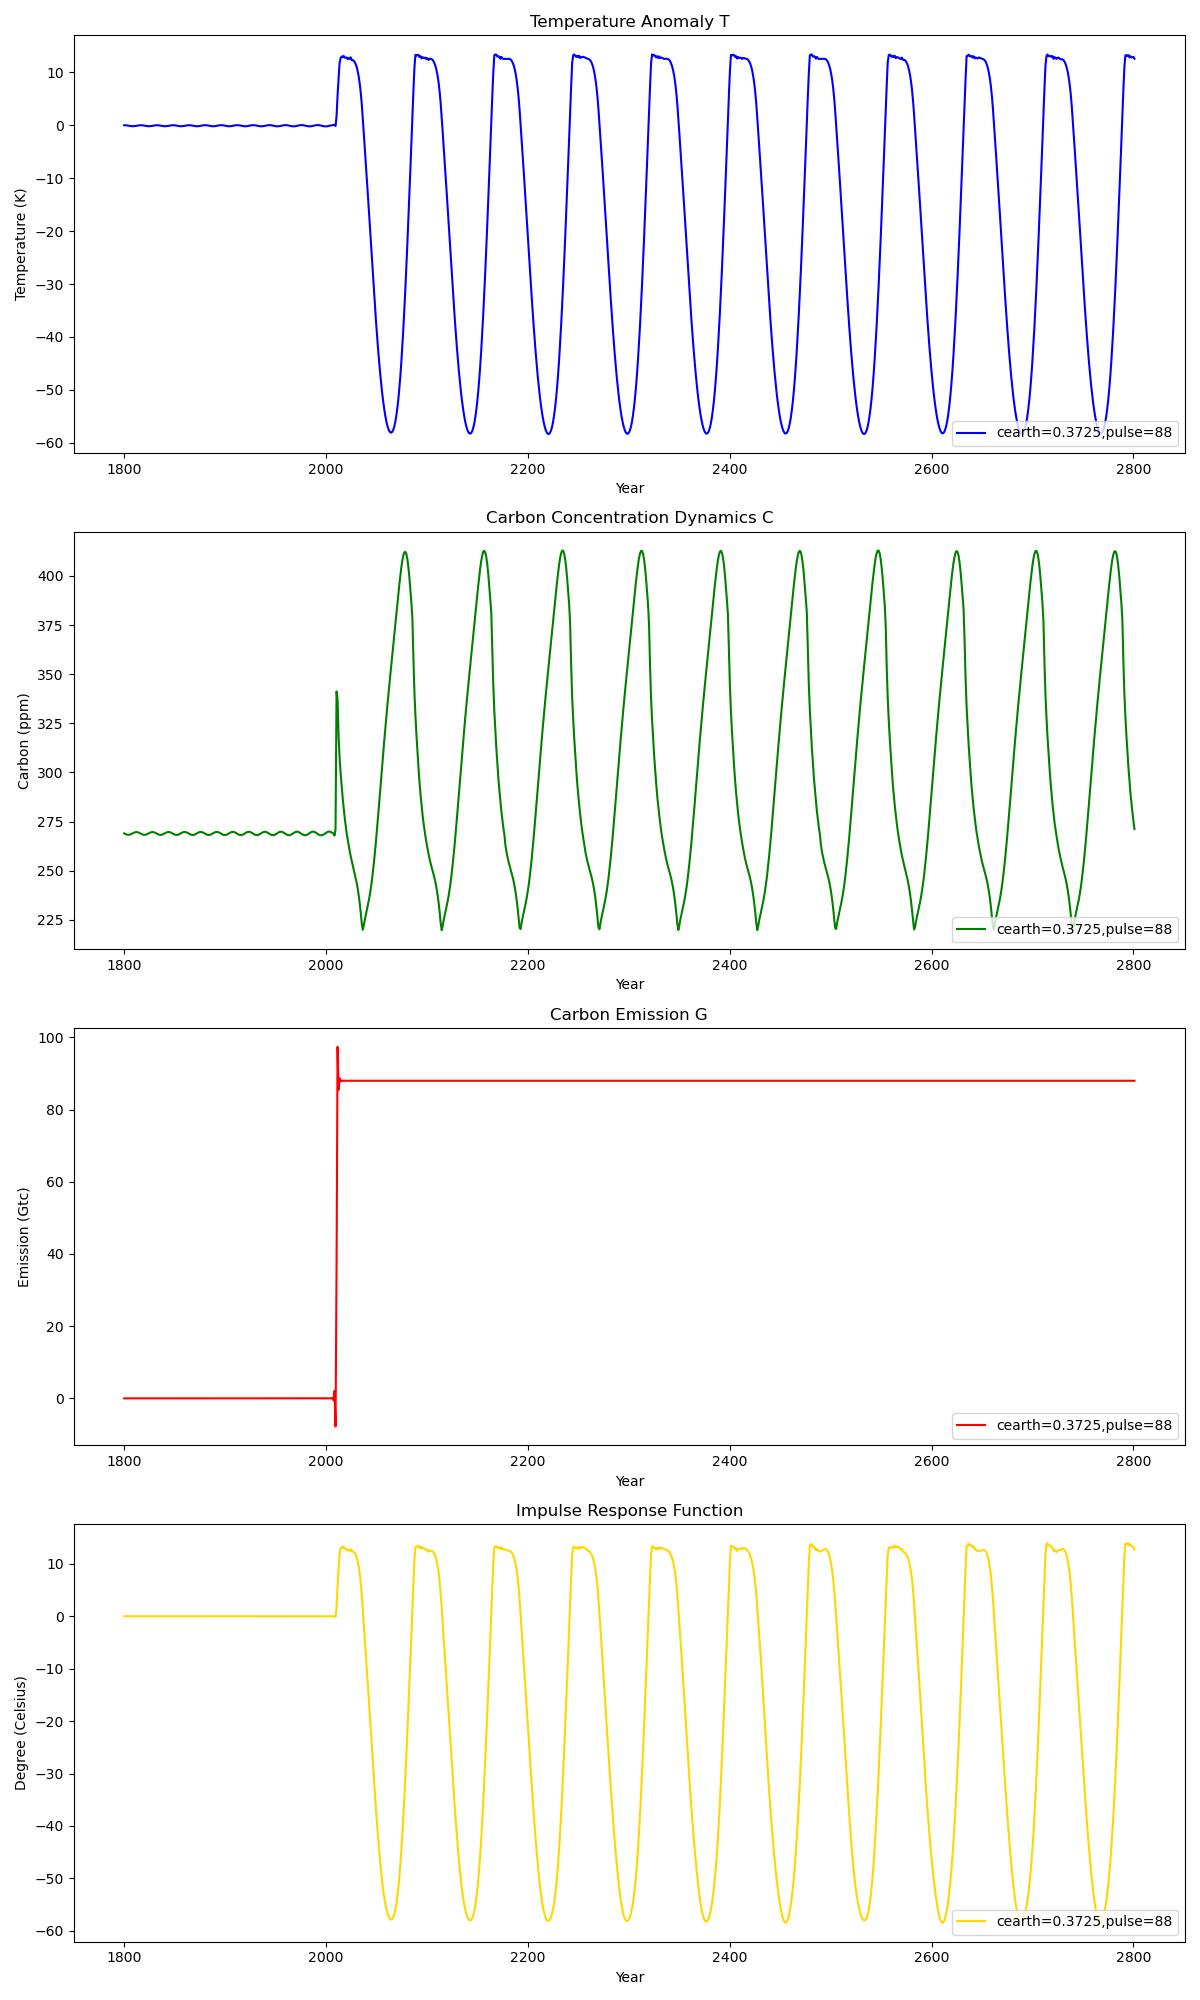 Temperature Anomaly T
10
0
−10
−20
−30
−40
−50
−60
Temperature (K)
cearth=0.3725,pulse=88
1800 2000 2200 2400 2600 2800
Year
Carbon Concentration Dynamics C
400
375
350
325
300
275
250
225
Carbon (ppm)
cearth=0.3725,pulse=88
1800 2000 2200 2400 2600 2800
Year
Carbon Emission G
100
80
60
40
20
0
Emission (Gtc)
cearth=0.3725,pulse=88
1800 2000 2200 2400 2600 2800
Year
Impulse Response Function
10
0
−10
−20
−30
−40
−50
−60
Degree (Celsius)
cearth=0.3725,pulse=88
1800 2000 2200 2400 2600 2800
Year